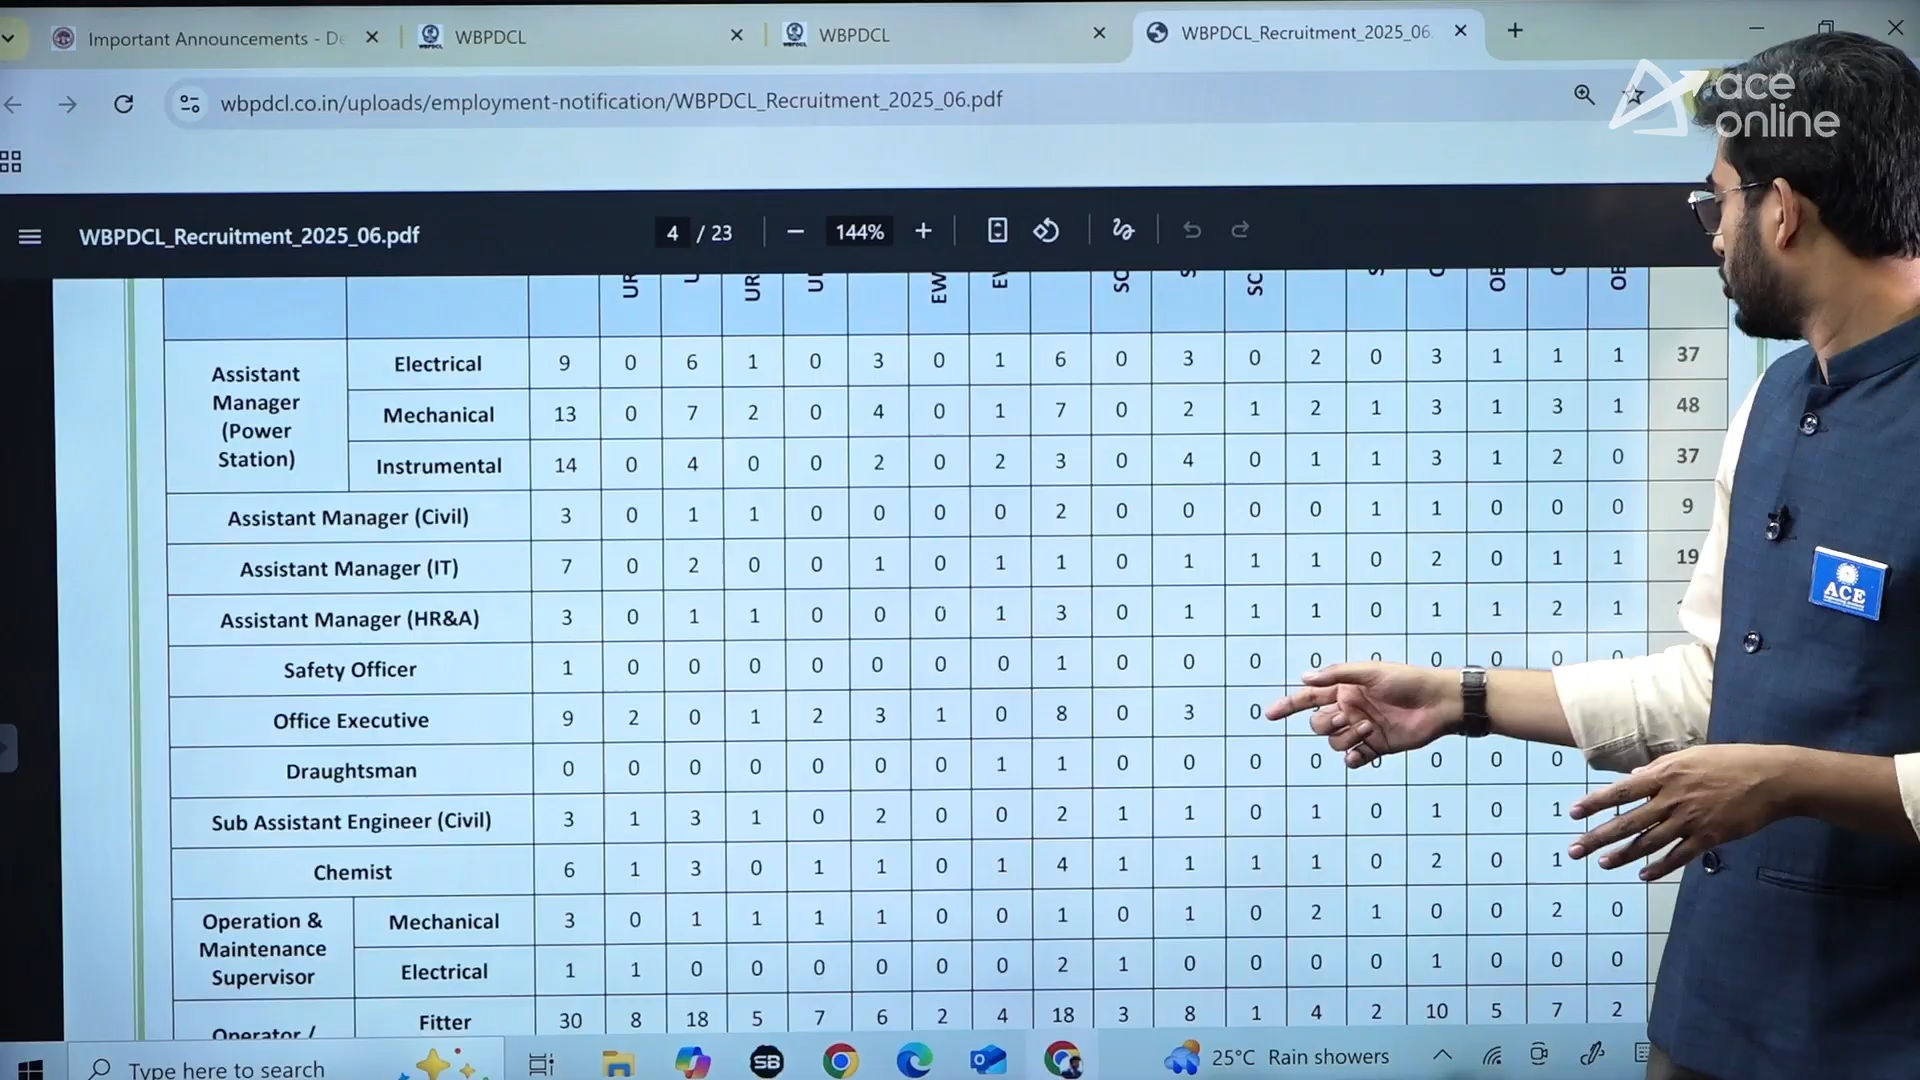 Important Announcements - De
WBPDCL
WBPDCL
WBPDCL_Recruitment_2025_06.
wbpdcl.co.in/uploads/employment-notification/WBPDCL_Recruitment_2025_06.pdf
ace
online
WBPDCL_Recruitment_2025_06.pdf
4 / 23
144%
UR UR EW SC SC OB OB
Assistant Manager (Power Station)
Electrical 9 0 6 1 0 3 0 1 6 0 3 0 2 0 3 1 1 1 37
Mechanical 13 0 7 2 0 4 0 1 7 0 2 1 2 1 3 1 3 1 48
Instrumental 14 0 4 0 0 2 0 2 3 0 4 0 1 1 3 1 2 0 37
Assistant Manager (Civil) 3 0 1 1 0 0 0 0 2 0 0 0 0 1 1 0 0 0 9
Assistant Manager (IT) 7 0 2 0 0 1 0 1 1 0 1 1 1 0 2 0 1 1 19
Assistant Manager (HR&A) 3 0 1 1 0 0 0 1 3 0 1 1 1 0 1 1 2 1
Safety Officer 1 0 0 0 0 0 0 0 1 0 0 0 0 0 0 0 0 0
Office Executive 9 2 0 1 2 3 1 0 8 0 3 0
Draughtsman 0 0 0 0 0 0 0 1 1 0 0 0 0 0 0 0 0
Sub Assistant Engineer (Civil) 3 1 3 1 0 2 0 0 2 1 1 0 1 0 1 0 1 1
Chemist 6 1 3 0 1 1 0 1 4 1 1 1 1 0 2 0 1
Operation & Maintenance Supervisor
Mechanical 3 0 1 1 1 1 0 0 1 0 1 0 2 1 0 0 2 0
Electrical 1 1 0 0 0 0 0 0 2 1 0 0 0 0 1 0 0 0
Operator /
Fitter 30 8 18 5 7 6 2 4 18 3 8 1 4 2 10 5 7 2
ACE
Type here to search
SB
25°C Rain showers